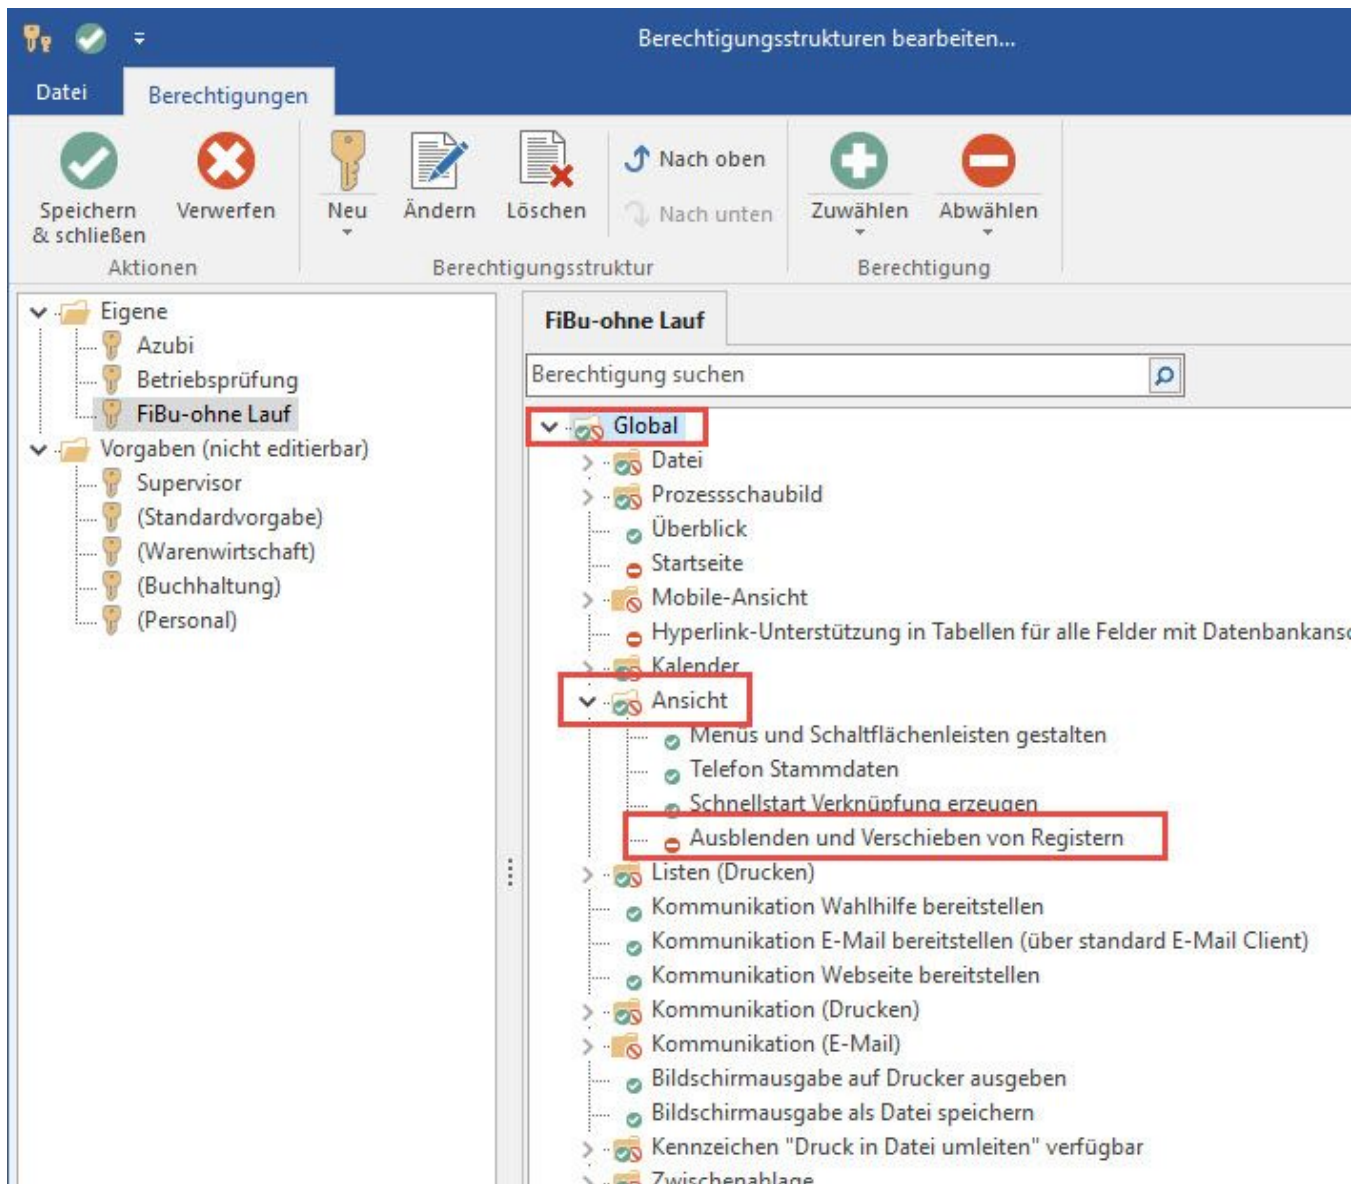 Berechtigungsstrukturen bearbeiten...
Datei
Berechtigungen
Speichern
& schließen
Verwerfen
Neu
Ändern
Löschen
Nach oben
Nach unten
Zuwählen
Abwählen
Aktionen
Berechtigungsstruktur
Berechtigung
Eigene
Azubi
Betriebsprüfung
FiBu-ohne Lauf
Vorgaben (nicht editierbar)
Supervisor
(Standardvorgabe)
(Warenwirtschaft)
(Buchhaltung)
(Personal)
FiBu-ohne Lauf
Berechtigung suchen
Global
Datei
Prozessschaubild
Überblick
Startseite
Mobile-Ansicht
Hyperlink-Unterstützung in Tabellen für alle Felder mit
Kalender
Ansicht
Menüs und Schaltflächenleisten gestalten
Telefon Stammdaten
Schnellstart Verknüpfung erzeugen
Ausblenden und Verschieben von Registern
Listen (Drucken)
Kommunikation Wahlhilfe bereitstellen
Kommunikation E-Mail bereitstellen (über standard E-Mail Client)
Kommunikation Webseite bereitstellen
Kommunikation (Drucken)
Kommunikation (E-Mail)
Bildschirmausgabe auf Drucker ausgeben
Bildschirmausgabe als Datei speichern
Kennzeichen "Druck in Datei umleiten" verfügbar
Zwischenablage